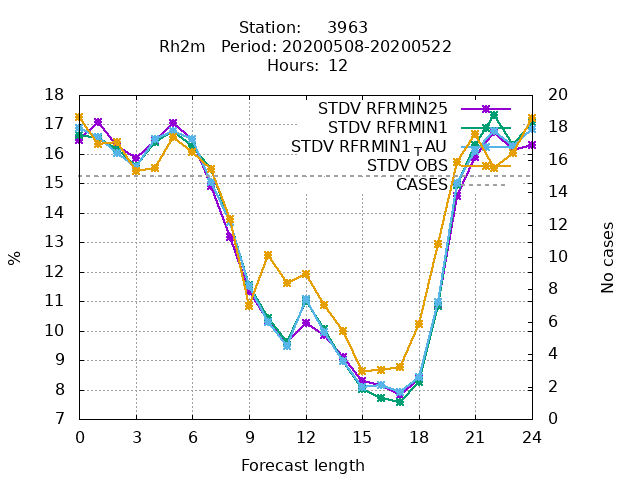 Station: 3963
Rh2m Period: 20200508-20200522
Hours: 12
STDV RFRMIN25
STDV RFRMIN1
STDV RFRMIN1TAU
STDV OBS
CASES
18
17
16
15
14
13
12
11
10
9
8
7
%
20
18
16
14
12
10
8
6
4
2
0
No cases
0 3 6 9 12 15 18 21 24
Forecast length